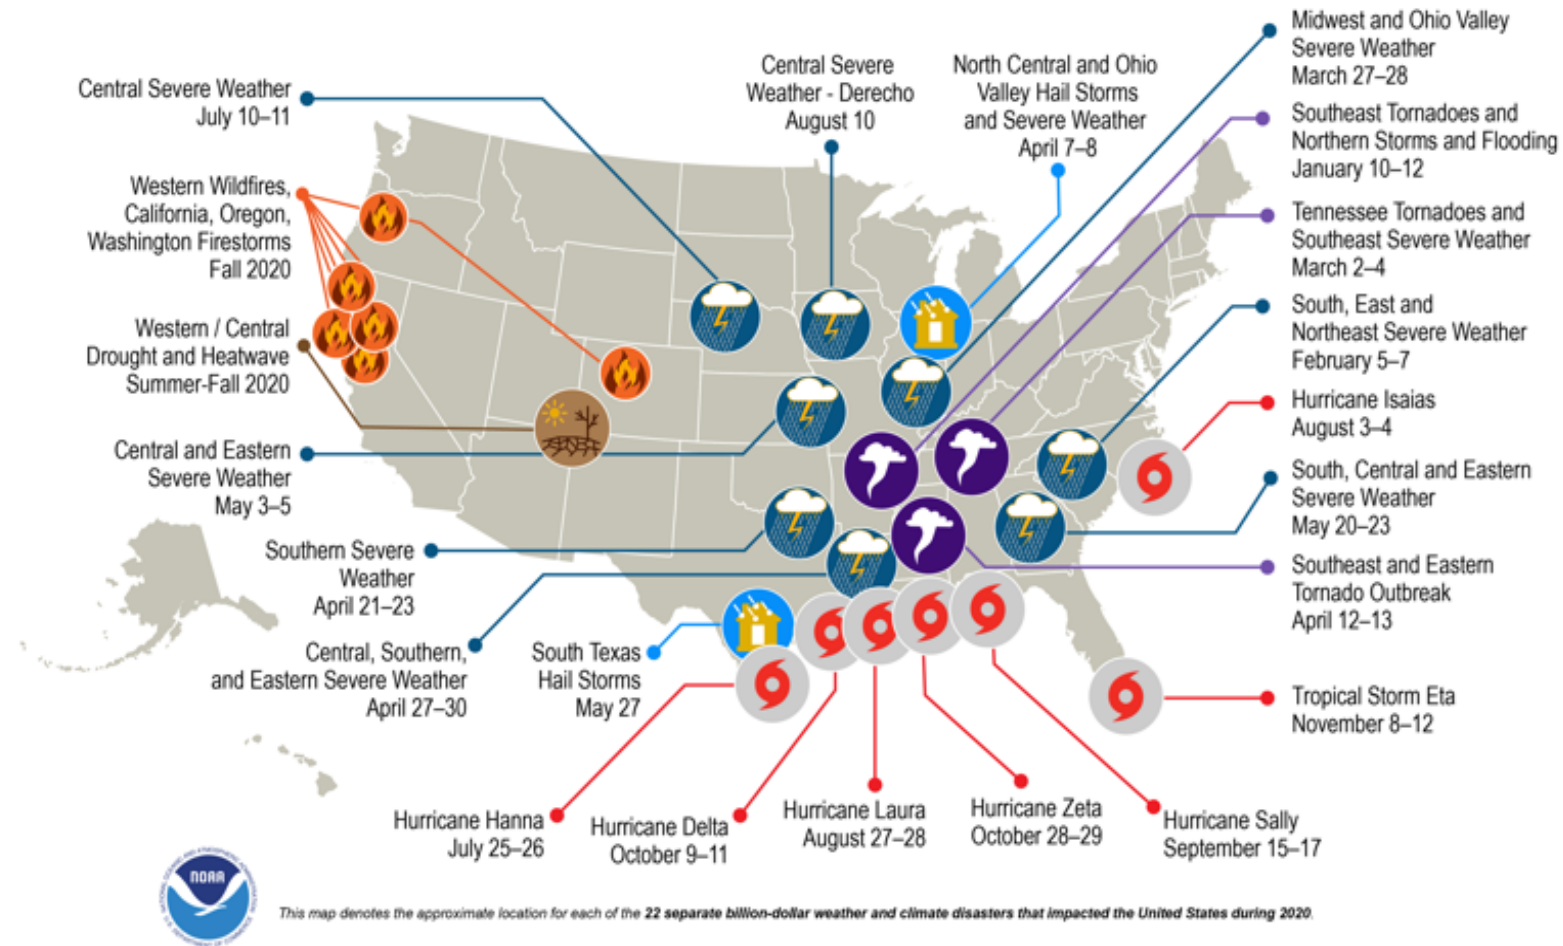 Central Severe Weather
July 10–11
Central Severe
Weather - Derecho
August 10
North Central and Ohio
Valley Hail Storms
and Severe Weather
April 7–8
Midwest and Ohio Valley
Severe Weather
March 27–28
Southeast Tornadoes and
Northern Storms and Flooding
January 10–12
Tennessee Tornadoes and
Southeast Severe Weather
March 2–4
South, East and
Northeast Severe Weather
February 5–7
Hurricane Isaias
August 3–4
South, Central and Eastern
Severe Weather
May 20–23
Southeast and Eastern
Tornado Outbreak
April 12–13
Tropical Storm Eta
November 8–12
Western Wildfires,
California, Oregon,
Washington Firestorms
Fall 2020
Western / Central
Drought and Heatwave
Summer-Fall 2020
Central and Eastern
Severe Weather
May 3–5
Southern Severe
Weather
April 21–23
Central, Southern,
and Eastern Severe Weather
April 27–30
South Texas
Hail Storms
May 27
Hurricane Hanna
July 25–26
Hurricane Delta
October 9–11
Hurricane Laura
August 27–28
Hurricane Zeta
October 28–29
Hurricane Sally
September 15–17
NOAA
This map denotes the approximate location for each of the 22 separate billion-dollar weather and climate disasters that impacted the United States during 2020.